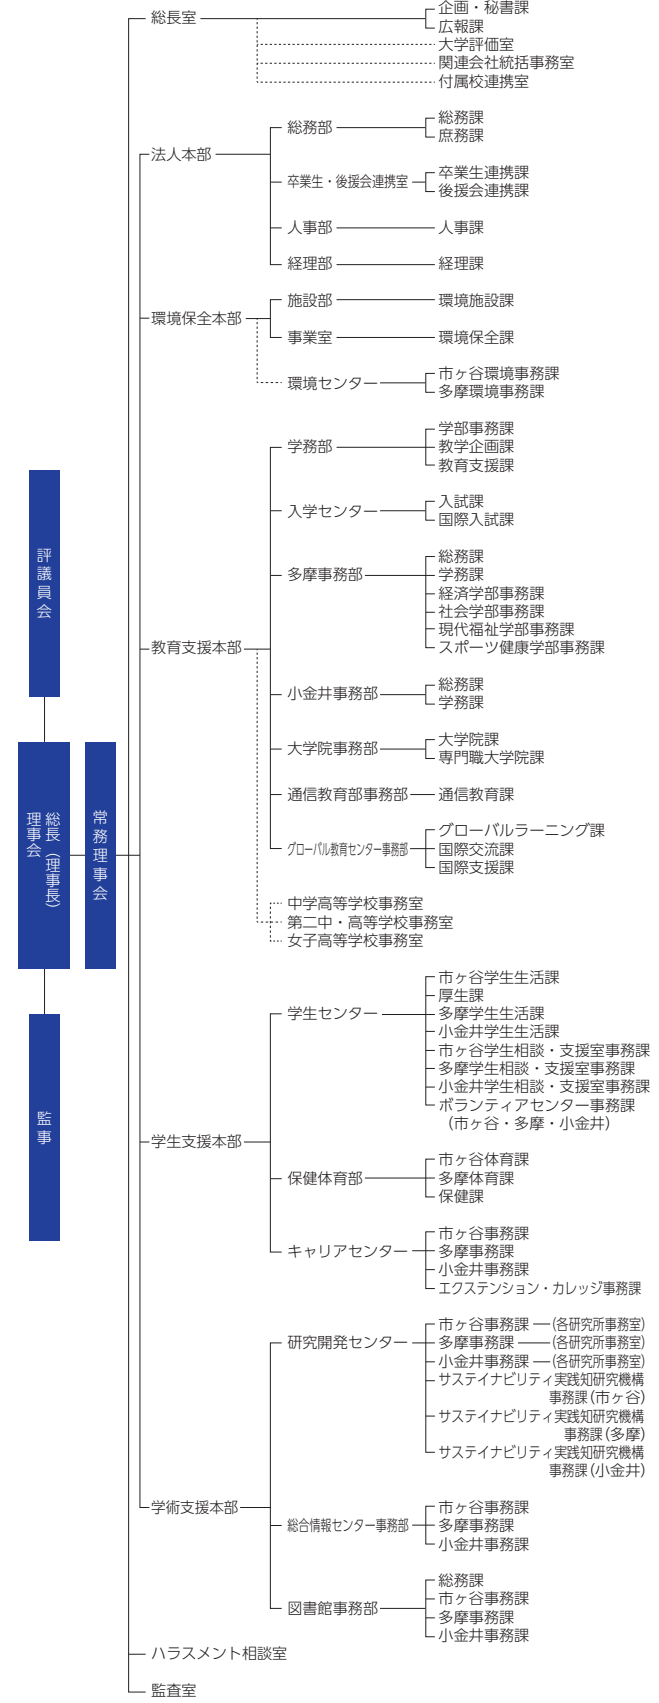 評議員会
総長（理事長）
理事会
常務理事会
監事
総長室
企画・秘書課
広報課
大学評価室
関連会社統括事務室
付属校連携室
法人本部
総務部
総務課
庶務課
卒業生・後援会連携室
卒業生連携課
後援会連携課
人事部
人事課
経理部
経理課
環境保全本部
施設部
環境施設課
事業室
環境保全課
環境センター
市ヶ谷環境事務課
多摩環境事務課
教育支援本部
学務部
学部事務課
教学企画課
教育支援課
入学センター
入試課
国際入試課
多摩事務部
総務課
学務課
経済学部事務課
社会学部事務課
現代福祉学部事務課
スポーツ健康学部事務課
小金井事務部
総務課
学務課
大学院事務部
大学院課
専門職大学院課
通信教育部事務部
通信教育課
グローバル教育センター事務部
グローバルラーニング課
国際交流課
国際支援課
中学高等学校事務室
第二中・高等学校事務室
女子高等学校事務室
学生支援本部
学生センター
市ヶ谷学生生活課
厚生課
多摩学生生活課
小金井学生生活課
市ヶ谷学生相談・支援室事務課
多摩学生相談・支援室事務課
小金井学生相談・支援室事務課
ボランティアセンター事務課
（市ヶ谷・多摩・小金井）
保健体育部
市ヶ谷体育課
多摩体育課
保健課
キャリアセンター
市ヶ谷事務課
多摩事務課
小金井事務課
エクステンション・カレッジ事務課
学術支援本部
研究開発センター
市ヶ谷事務課 (各研究所事務室)
多摩事務課 (各研究所事務室)
小金井事務課 (各研究所事務室)
サステイナビリティ実践知研究機構
事務課(市ヶ谷)
サステイナビリティ実践知研究機構
事務課(多摩)
サステイナビリティ実践知研究機構
事務課(小金井)
総合情報センター事務部
市ヶ谷事務課
多摩事務課
小金井事務課
図書館事務部
総務課
市ヶ谷事務課
多摩事務課
小金井事務課
ハラスメント相談室
監査室